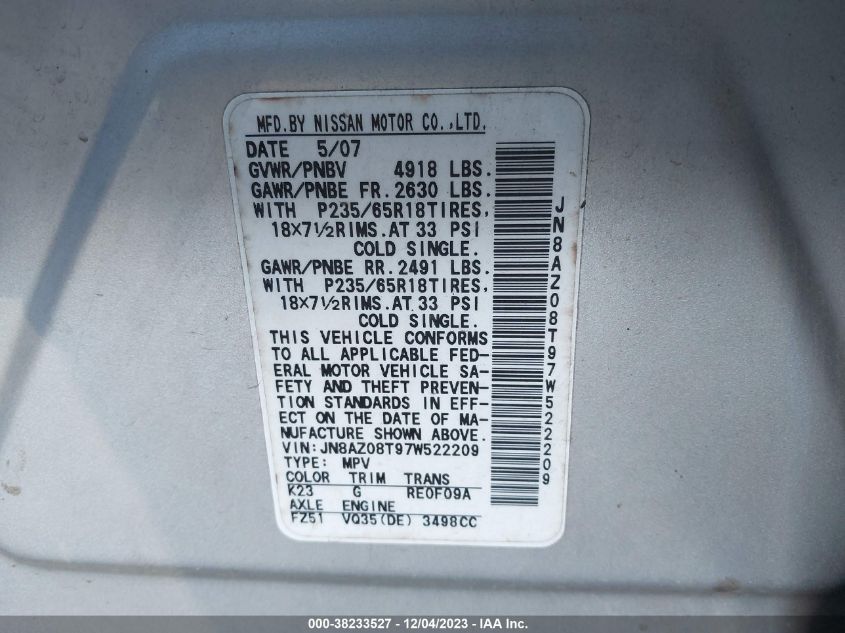 MFD.BY NISSAN MOTOR CO.,LTD.
DATE 5/07
GVWR/PNBV 4918 LBS.
GAWR/PNBE FR. 2630 LBS.
WITH P235/65R18TIRES,
18×7½RIMS.AT 33 PSI
COLD SINGLE.
GAWR/PNBE RR. 2491 LBS.
WITH P235/65R18TIRES,
18×7½RIMS.AT 33 PSI
COLD SINGLE.
THIS VEHICLE CONFORMS
TO ALL APPLICABLE FED-
ERAL MOTOR VEHICLE SA-
FETY AND THEFT PREVEN-
TION STANDARDS IN EFF-
ECT ON THE DATE OF MA-
NUFACTURE SHOWN ABOVE.
VIN:JN8AZ08T97W522209
TYPE: MPV
COLOR TRIM TRANS
K23 G RE0F09A
AXLE ENGINE
FZ51 VQ35(DE) 3498CC
JN8AZ08T97W522209
000-38233527 - 12/04/2023 - IAA Inc.